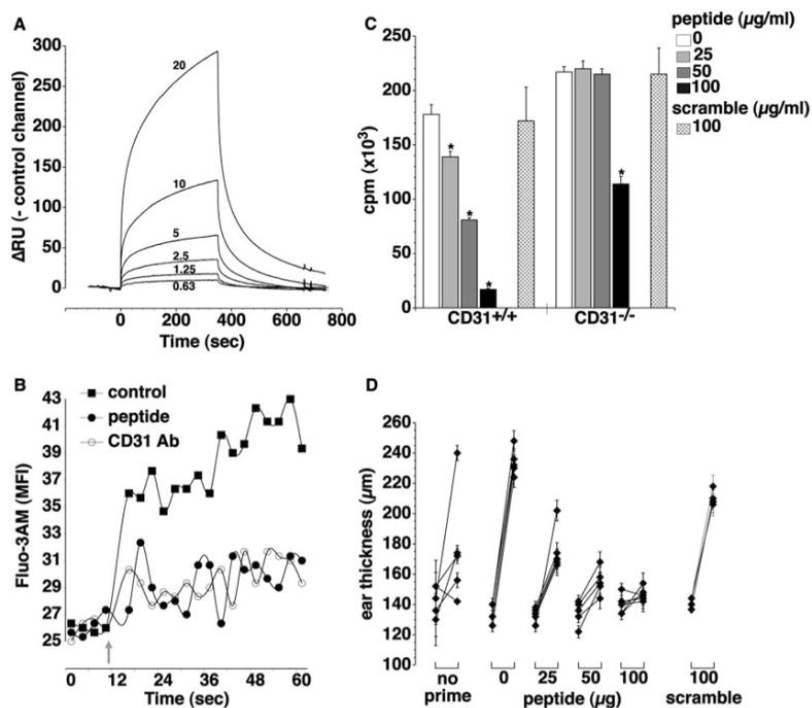 A
ΔRU (- control channel)
300
250
200
150
100
50
0
20
10
5
2.5
1.25
0.63
0 200 400 600 800
Time (sec)
B
control
peptide
CD31 Ab
Fluo-3AM (MFI)
43
41
39
37
35
33
31
29
27
25
0 12 24 36 48 60
Time (sec)
C
peptide (µg/ml)
0
25
50
100
scramble (µg/ml)
100
cpm (x10³)
250
200
150
100
50
0
* * * *
CD31+/+ CD31-/-
D
ear thickness (µm)
260
240
220
200
180
160
140
120
100
no 0 25 50 100 100
prime peptide (µg) scramble